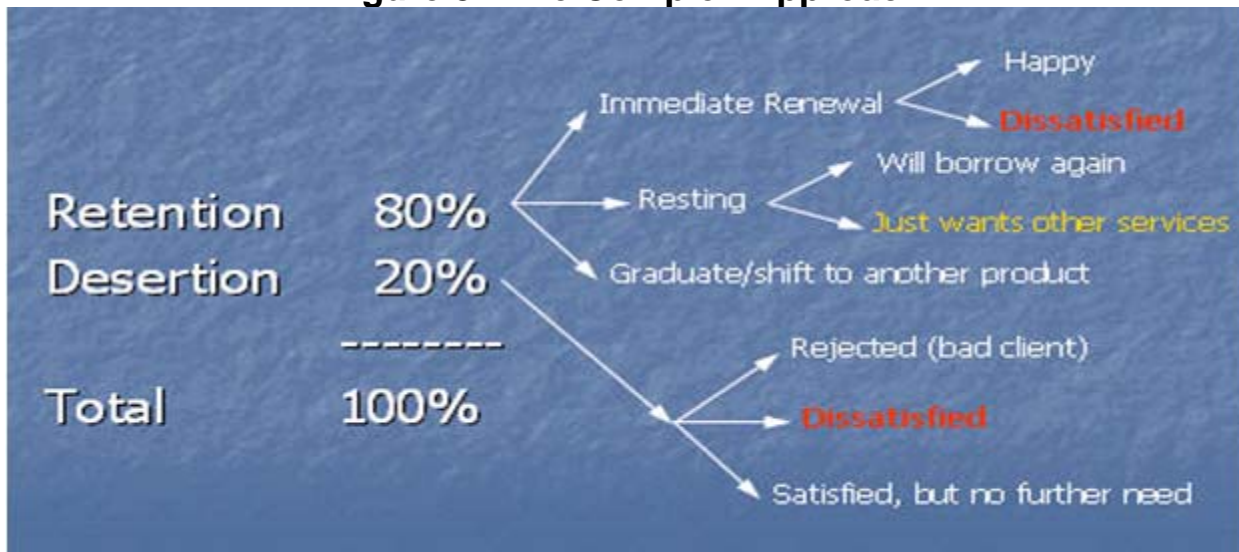 Happy
Immediate Renewal
Dissatisfied
Will borrow again
Retention 80%
Resting
Just wants other services
Desertion 20%
Graduate/shift to another product
--------
Rejected (bad client)
Total 100%
Dissatisfied
Satisfied, but no further need